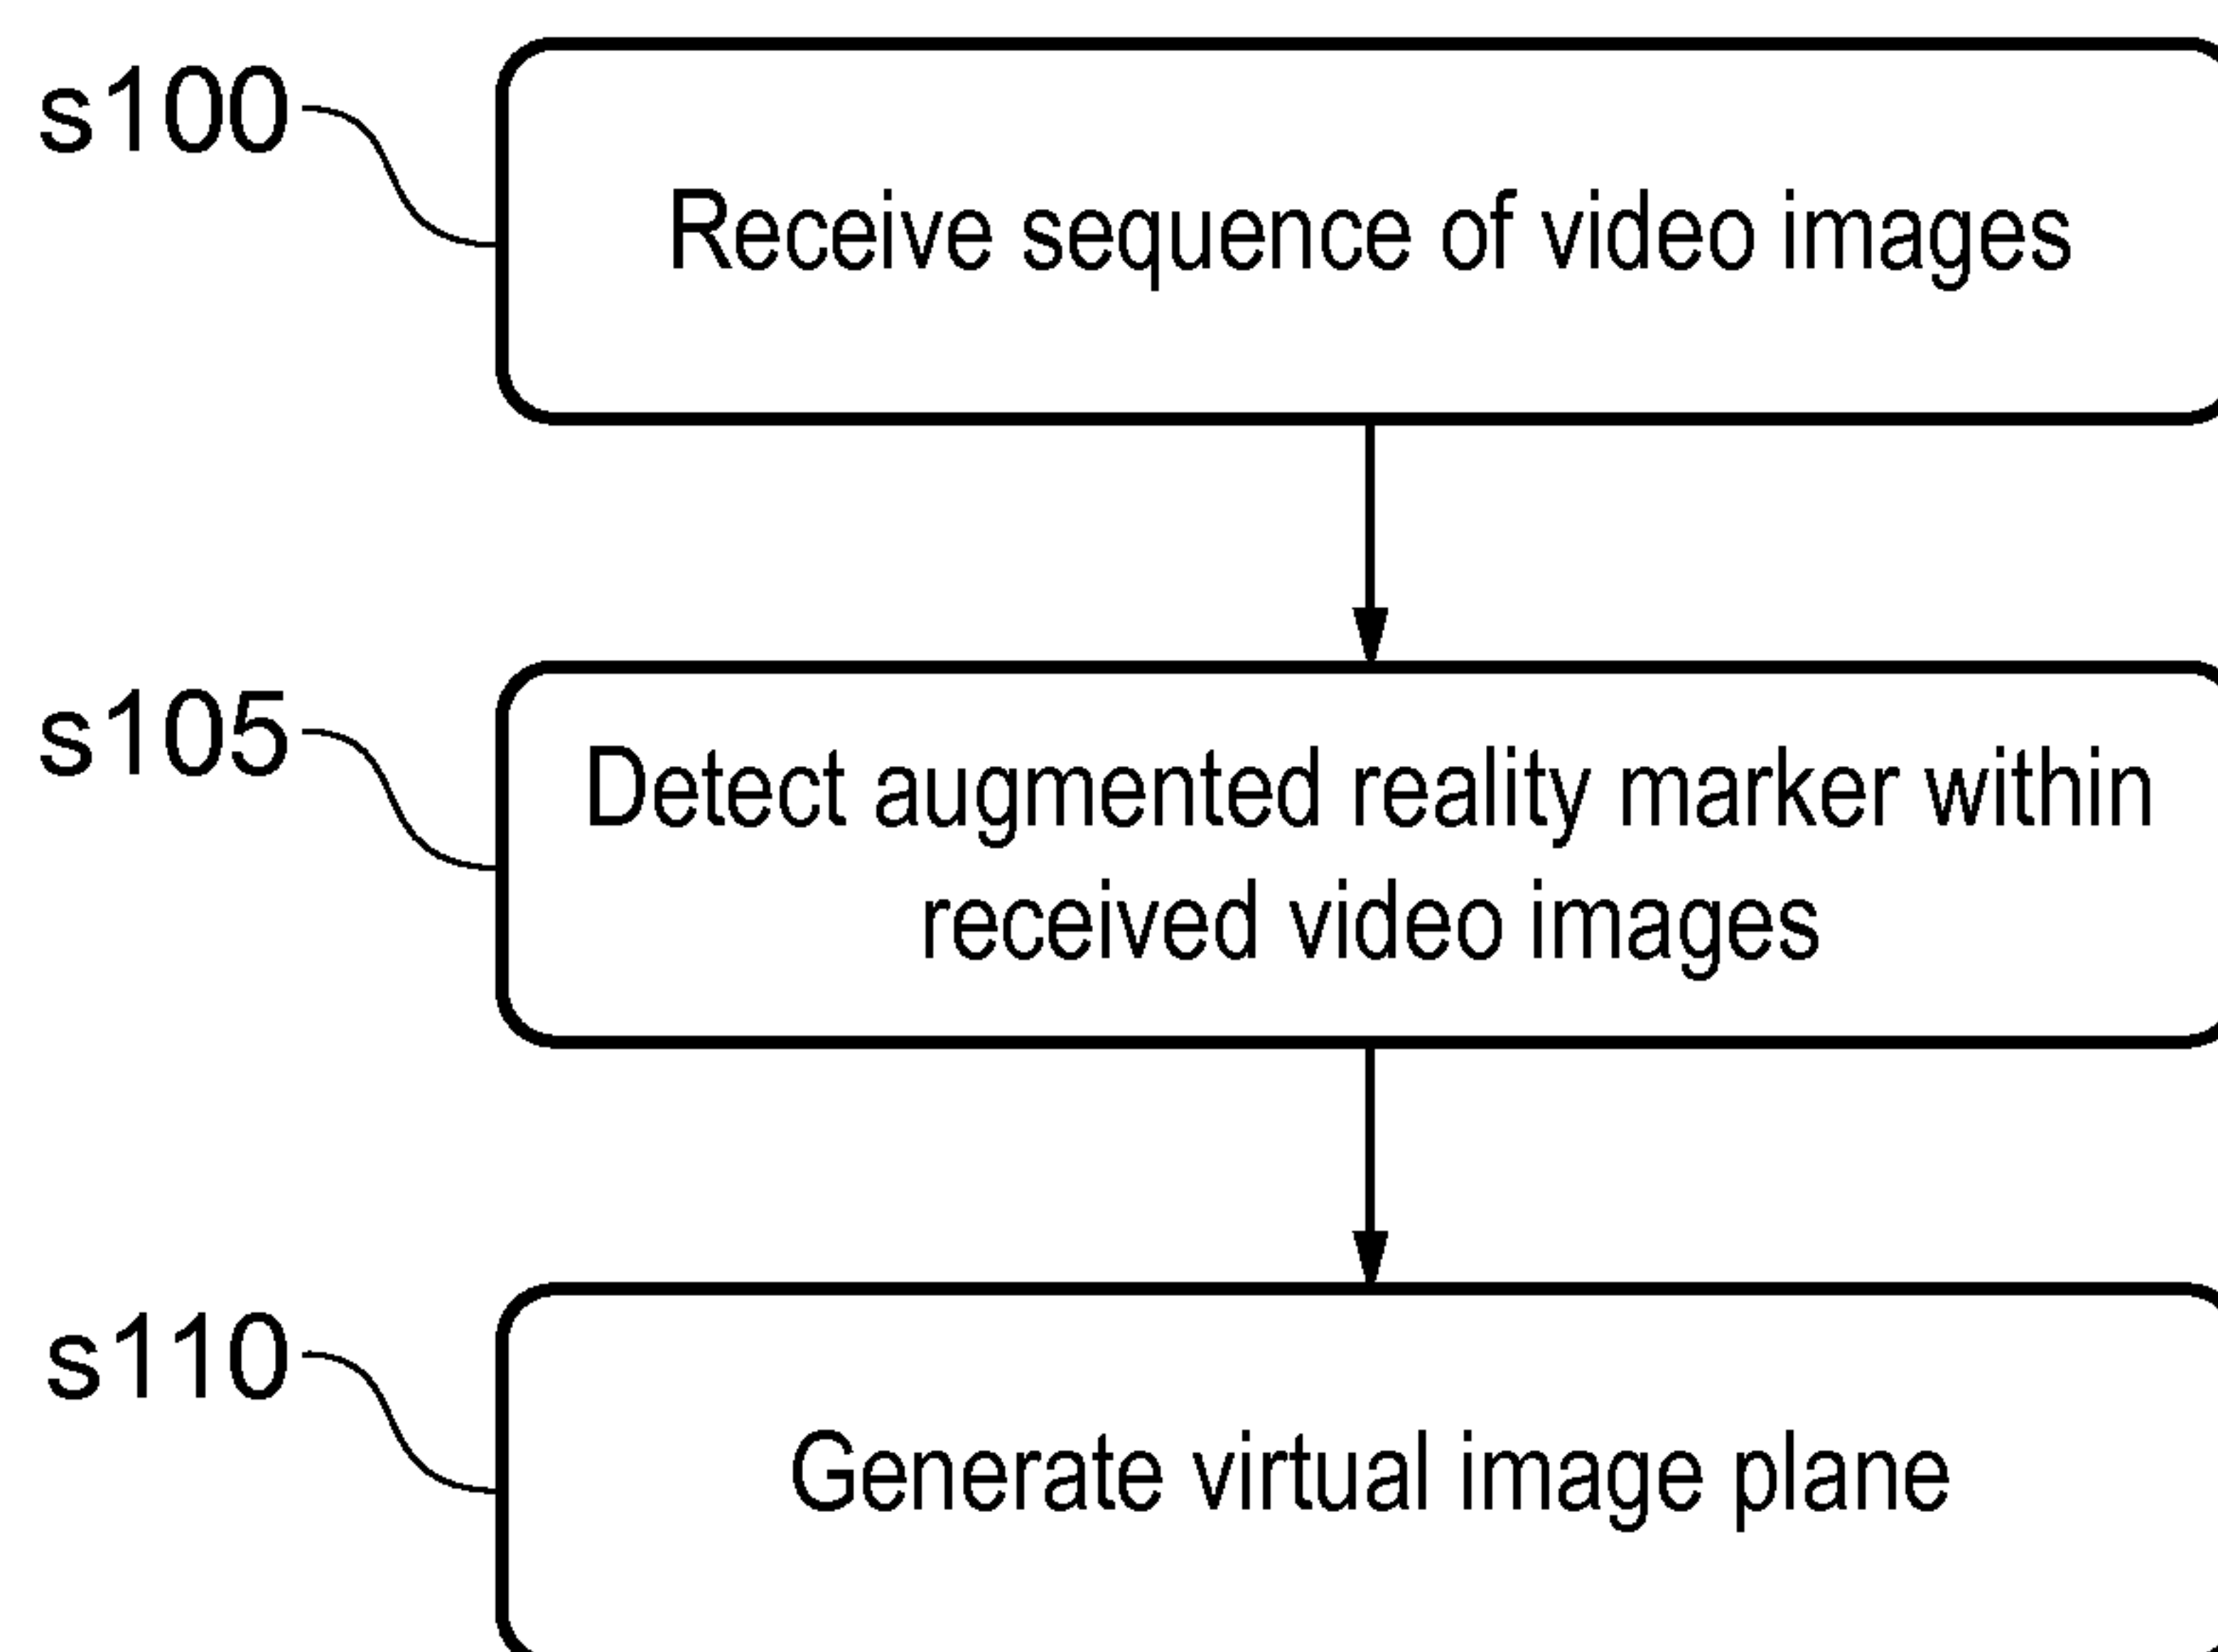 s100
Receive sequence of video images
s105
Detect augmented reality marker within
received video images
s110
Generate virtual image plane